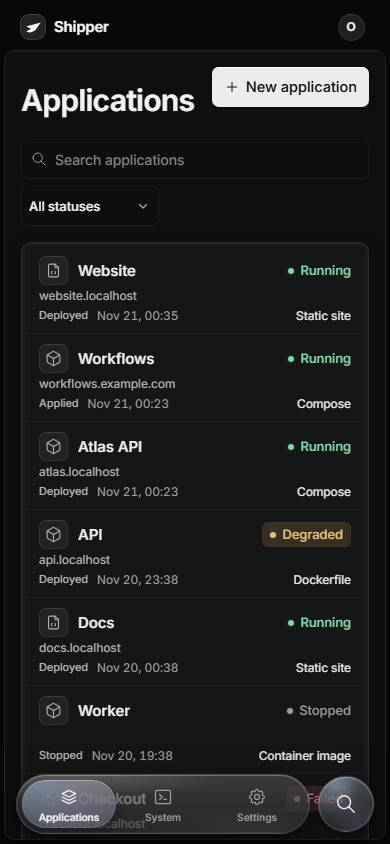 Shipper
O
Applications
+ New application
Search applications
All statuses
Website
Running
website.localhost
Deployed Nov 21, 00:35
Static site
Workflows
Running
workflows.example.com
Applied Nov 21, 00:23
Compose
Atlas API
Running
atlas.localhost
Deployed Nov 21, 00:23
Compose
API
Degraded
api.localhost
Deployed Nov 20, 23:38
Dockerfile
Docs
Running
docs.localhost
Deployed Nov 20, 00:38
Static site
Worker
Stopped
Stopped Nov 20, 19:38
Container image
Checkout
Failed
checkout.localhost
Applications
System
Settings